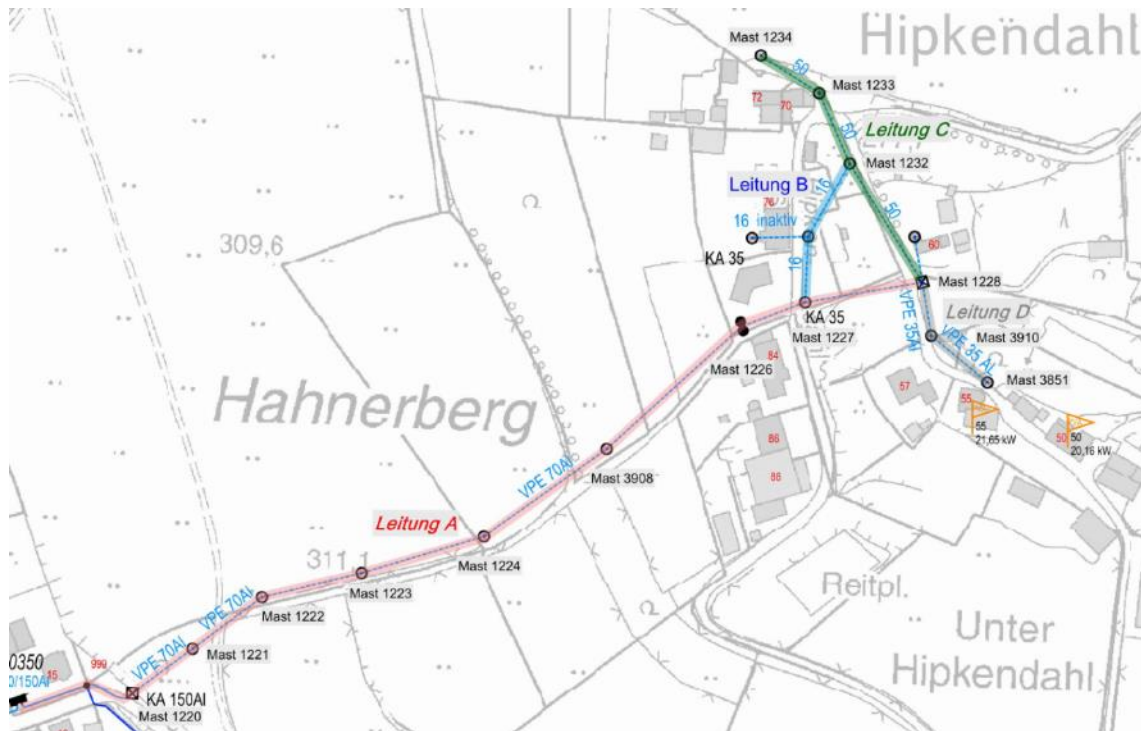 Mast 1234
Hipkendahl
50
Mast 1233
72
70
50
Leitung C
Mast 1232
Leitung B
16
76
16 inaktiv
50
309,6
KA 35
60
16
Mast 1228
KA 35
VPE 35Al
Leitung D
Mast 3910
Mast 1227
VPE 35 AL
84
Mast 1226
Mast 3851
57
55
Hahnerberg
55
21,65 kW
50
50
20,16 kW
86
VPE 70Al
Mast 3908
88
Leitung A
311,1
Mast 1224
Reitpl.
Mast 1223
VPE 70Al
Mast 1222
Unter
Hipkendahl
VPE 70Al
Mast 1221
0350
15
999
0/150Al
KA 150Al
Mast 1220